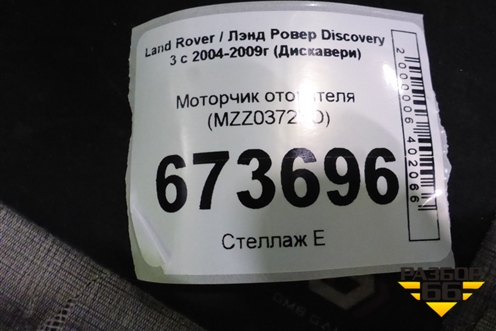 Land Rover / Лэнд Ровер Discovery
3 с 2004-2009г (Дискавери)
Моторчик отопителя
673696
Стеллаж Е
2000006402066
РАЗБОР
66